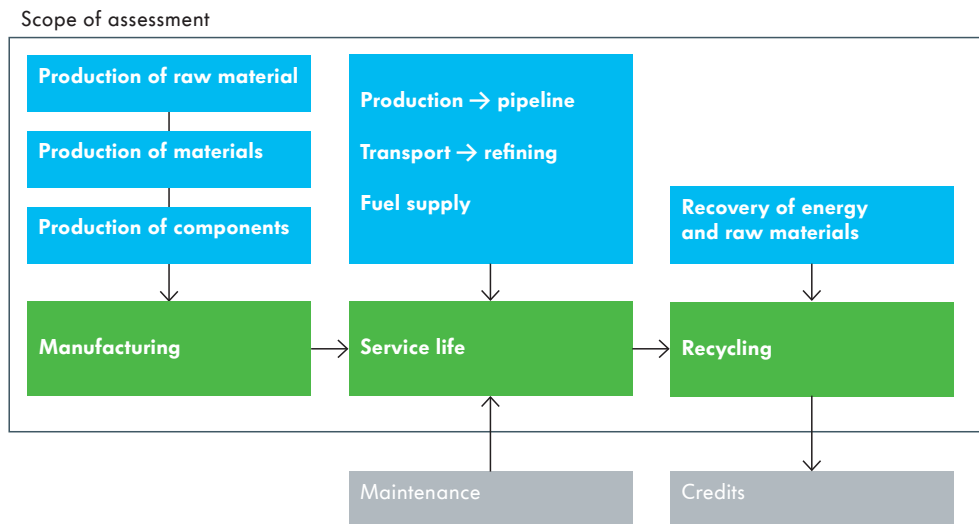 Scope of assessment
Production of raw material
Production of materials
Production of components
Production → pipeline
Transport → refining
Fuel supply
Recovery of energy
and raw materials
Manufacturing
Service life
Recycling
Maintenance
Credits